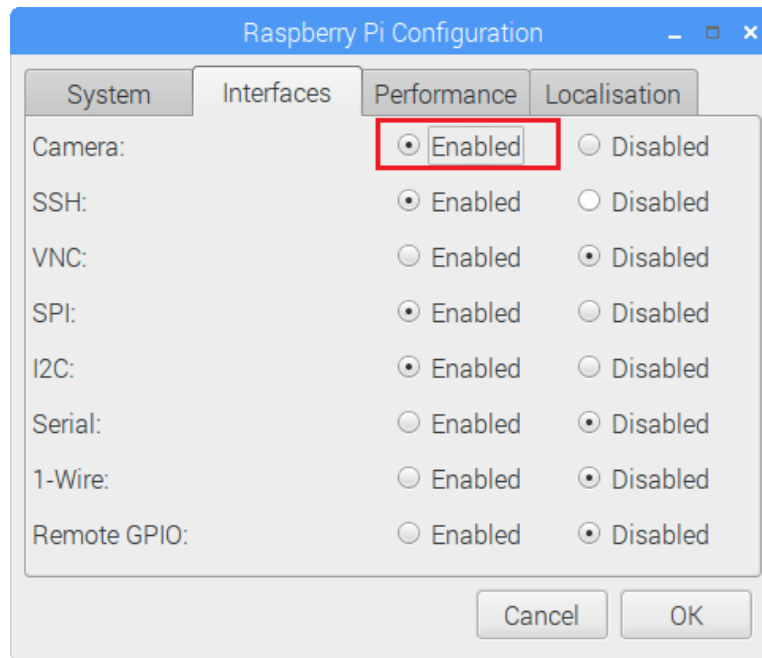 Raspberry Pi Configuration
System Interfaces Performance Localisation
Camera: Enabled Disabled
SSH: Enabled Disabled
VNC: Enabled Disabled
SPI: Enabled Disabled
I2C: Enabled Disabled
Serial: Enabled Disabled
1-Wire: Enabled Disabled
Remote GPIO: Enabled Disabled
Cancel OK